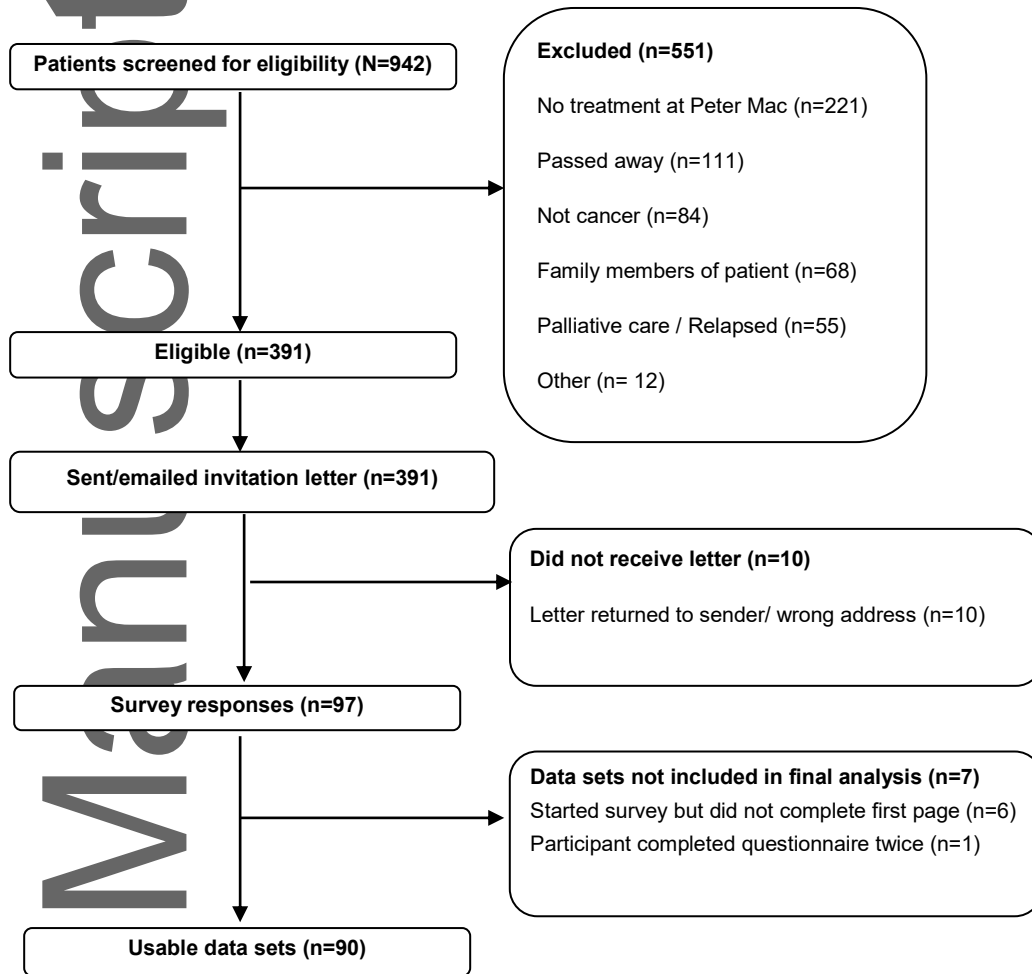 Patients screened for eligibility (N=942)
Excluded (n=551)
No treatment at Peter Mac (n=221)
Passed away (n=111)
Not cancer (n=84)
Family members of patient (n=68)
Palliative care / Relapsed (n=55)
Other (n= 12)
Eligible (n=391)
Sent/emailed invitation letter (n=391)
Did not receive letter (n=10)
Letter returned to sender/ wrong address (n=10)
Survey responses (n=97)
Data sets not included in final analysis (n=7)
Started survey but did not complete first page (n=6)
Participant completed questionnaire twice (n=1)
Usable data sets (n=90)
Manuscript